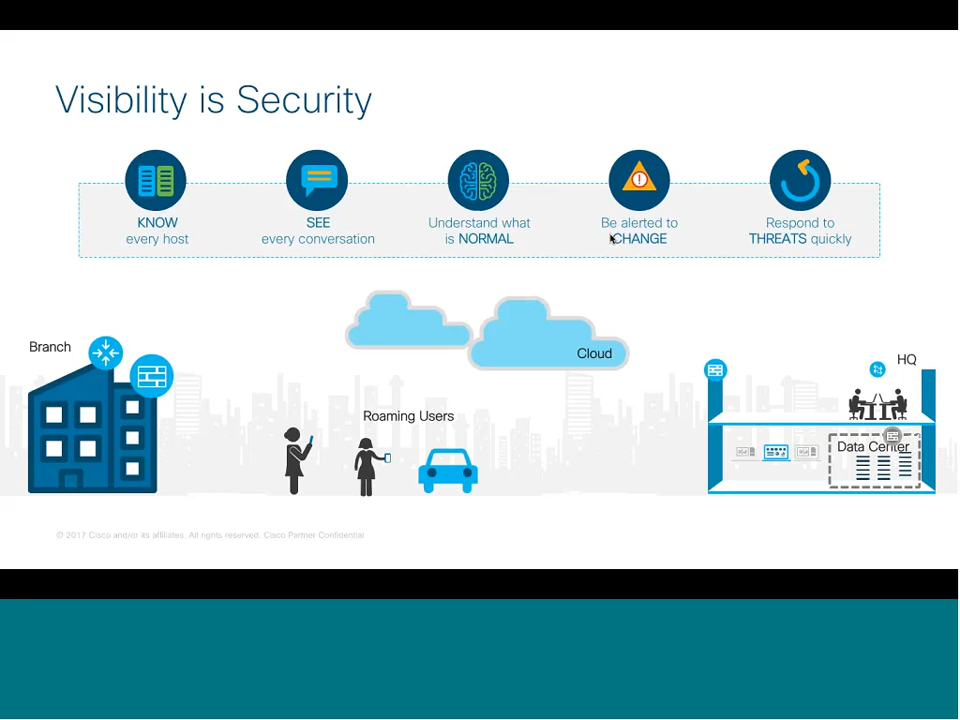 Visibility is Security
KNOW
every host
SEE
every conversation
Understand what
is NORMAL
Be alerted to
CHANGE
Respond to
THREATS quickly
Branch
Cloud
HQ
Roaming Users
Data Center
© 2017 Cisco and/or its affiliates. All rights reserved. Cisco Partner Confidential